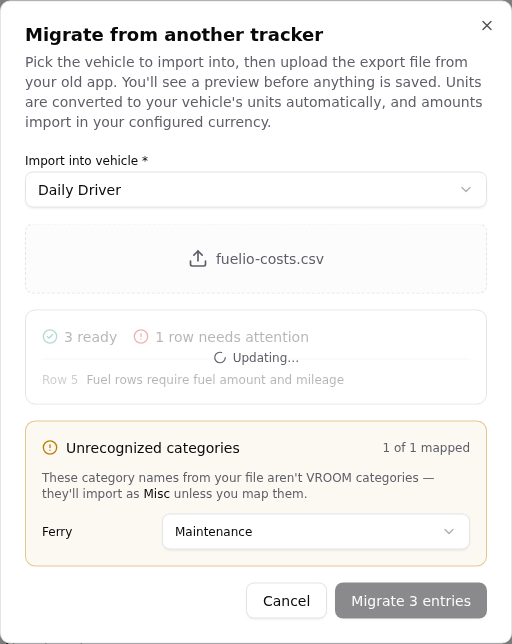 Migrate from another tracker
Pick the vehicle to import into, then upload the export file from
your old app. You'll see a preview before anything is saved. Units
are converted to your vehicle's units automatically, and amounts
import in your configured currency.
Import into vehicle *
Daily Driver
fuelio-costs.csv
3 ready 1 row needs attention
Updating...
Row 5 Fuel rows require fuel amount and mileage
Unrecognized categories 1 of 1 mapped
These category names from your file aren't VROOM categories —
they'll import as Misc unless you map them.
Ferry Maintenance
Cancel Migrate 3 entries